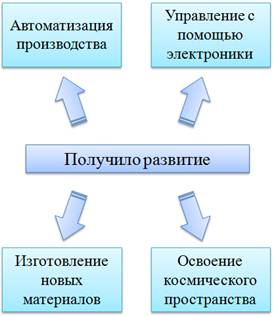 Автоматизация
производства
Управление с
помощью
электроники
Получило развитие
Изготовление
новых
материалов
Освоение
космического
пространства